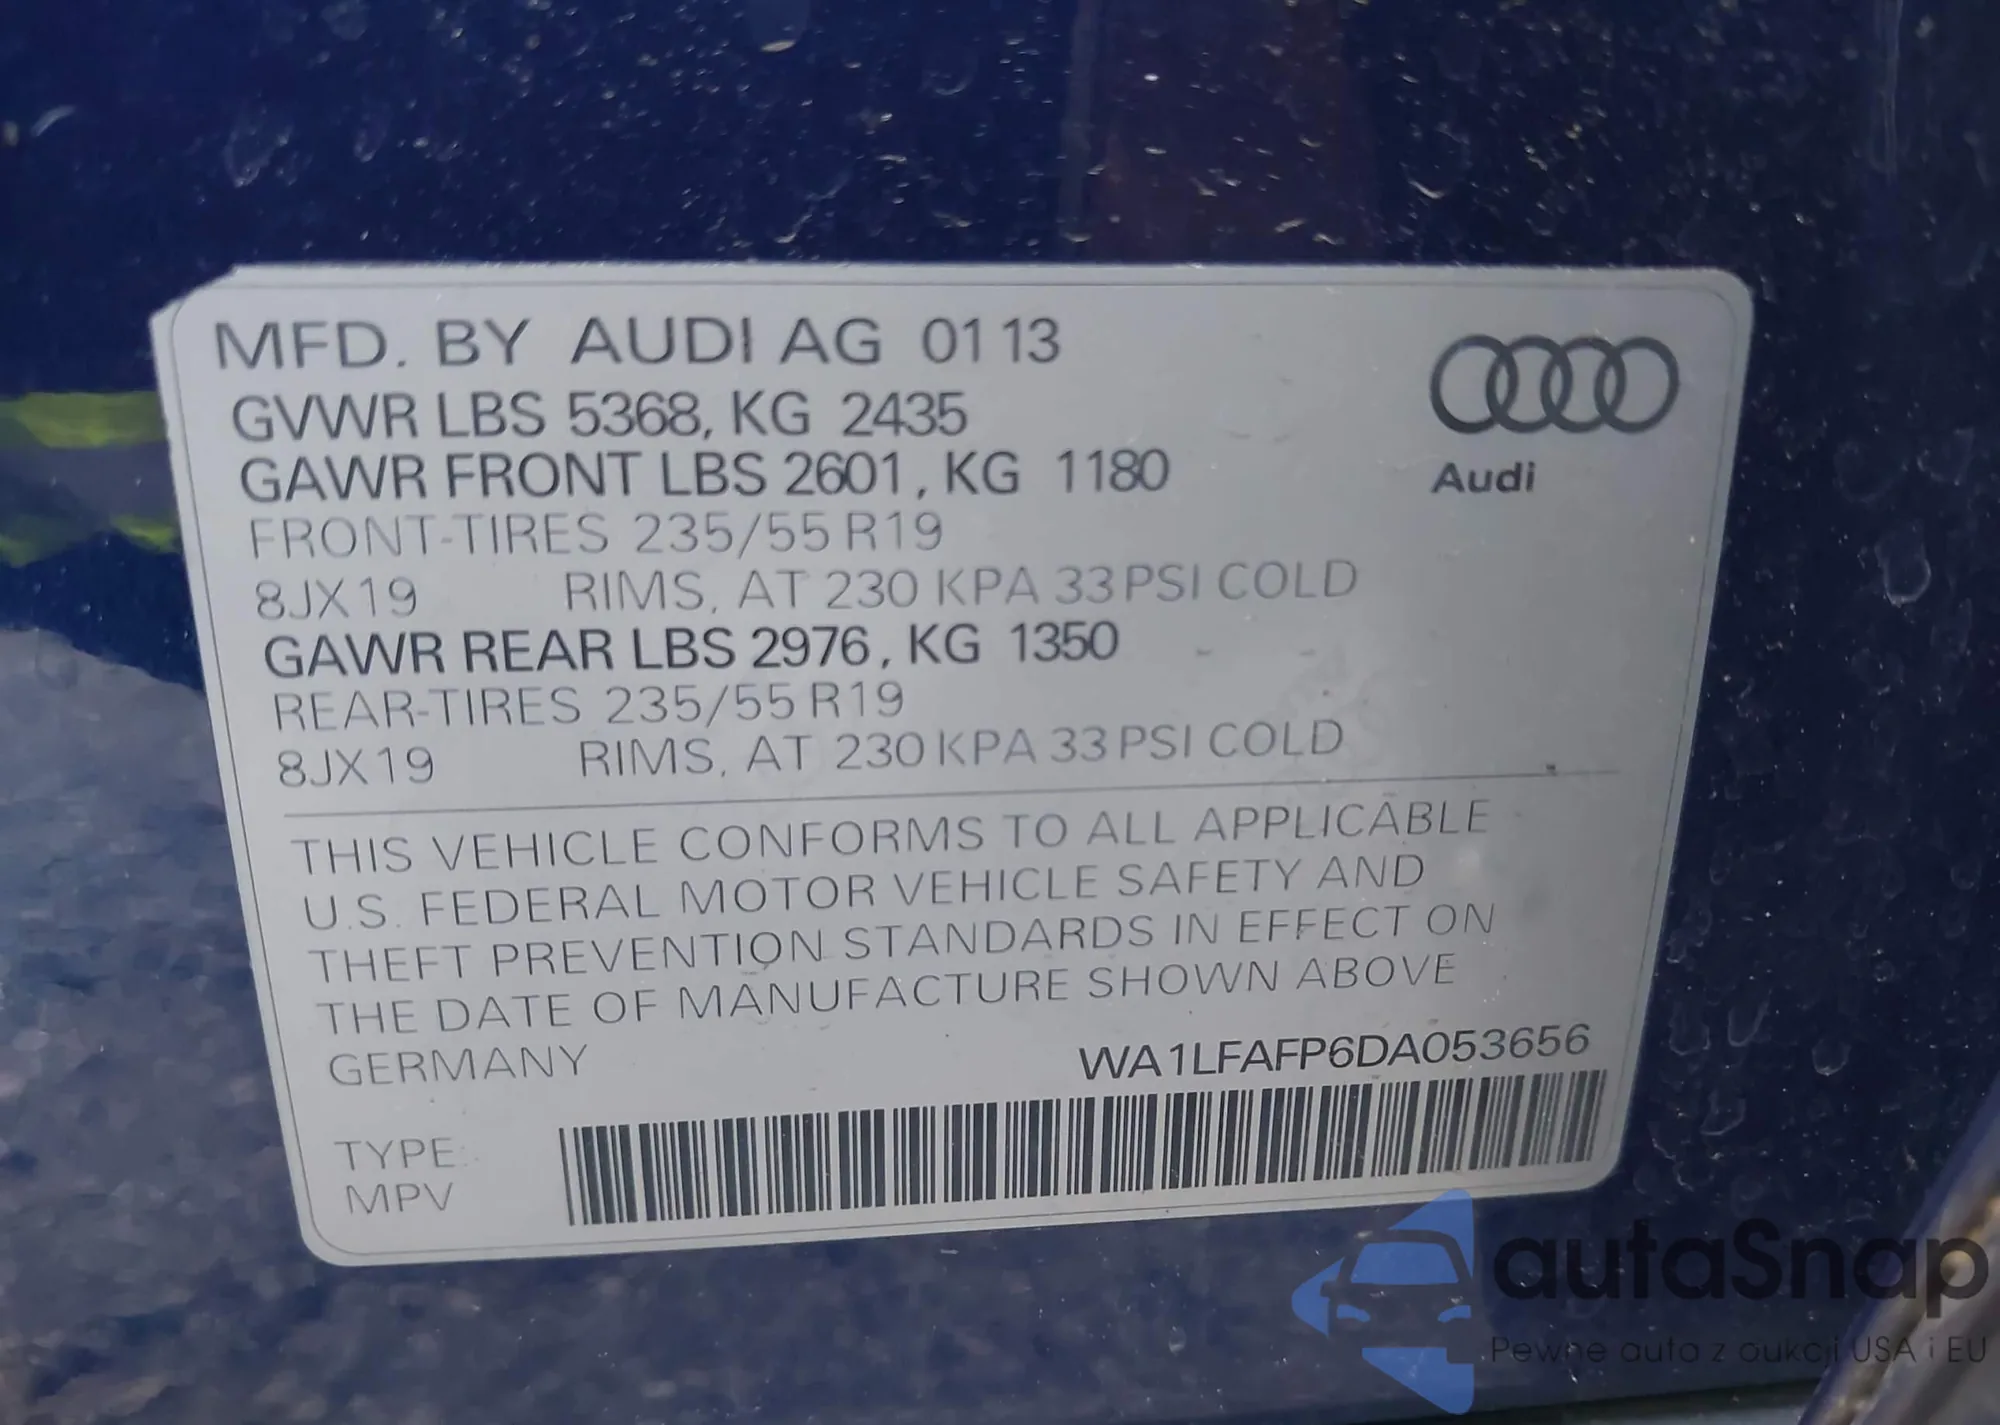 MFD. BY AUDI AG 01 13
GVWR LBS 5368, KG 2435
GAWR FRONT LBS 2601, KG 1180
FRONT-TIRES 235/55 R19
8JX19 RIMS, AT 230 KPA 33 PSI COLD
GAWR REAR LBS 2976, KG 1350
REAR-TIRES 235/55 R19
8JX19 RIMS, AT 230 KPA 33 PSI COLD
Audi
THIS VEHICLE CONFORMS TO ALL APPLICABLE
U.S. FEDERAL MOTOR VEHICLE SAFETY AND
THEFT PREVENTION STANDARDS IN EFFECT ON
THE DATE OF MANUFACTURE SHOWN ABOVE
GERMANY WA1LFAFP6DA053656
TYPE:
MPV
autaSnap
Pewne auta z aukcji USA i EU